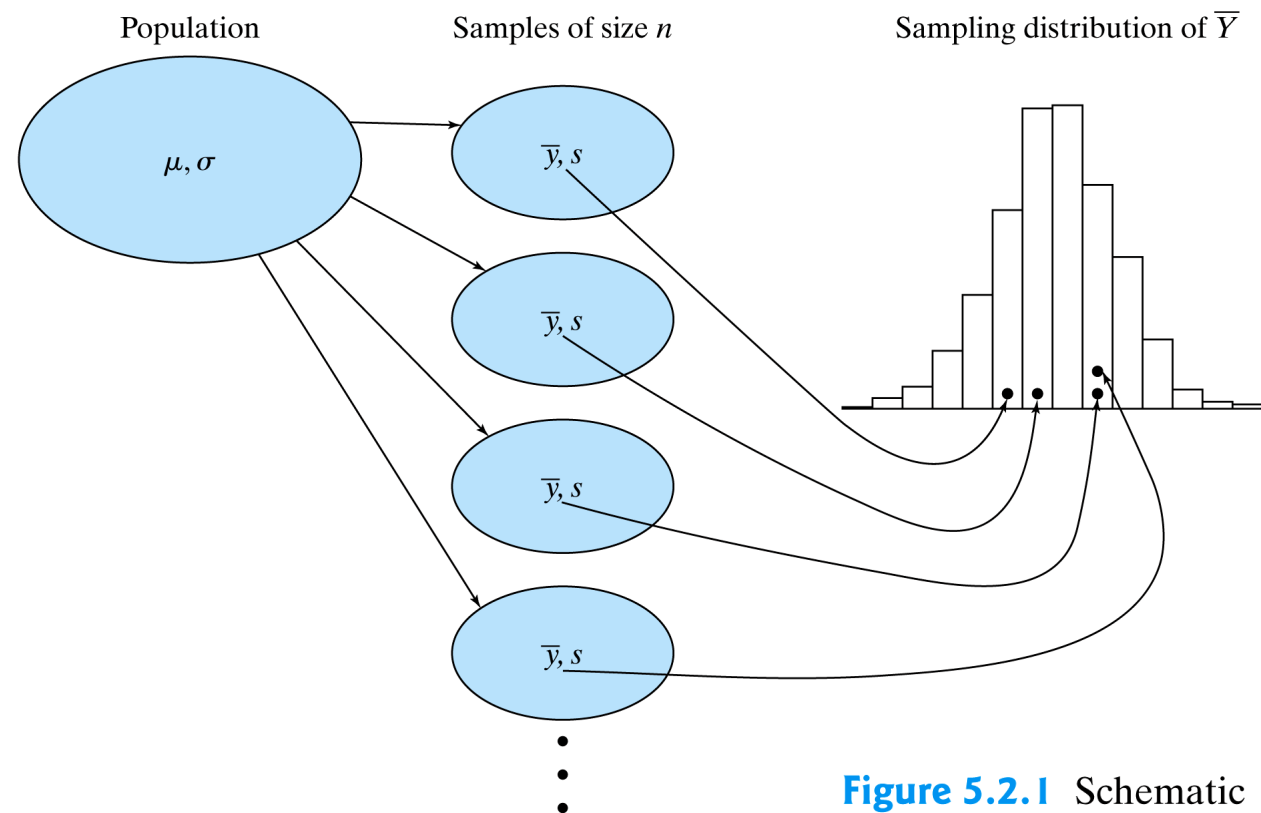 Population
Samples of size n
Sampling distribution of Y̅
μ, σ
y̅, s
y̅, s
y̅, s
y̅, s
Figure 5.2.1 Schematic